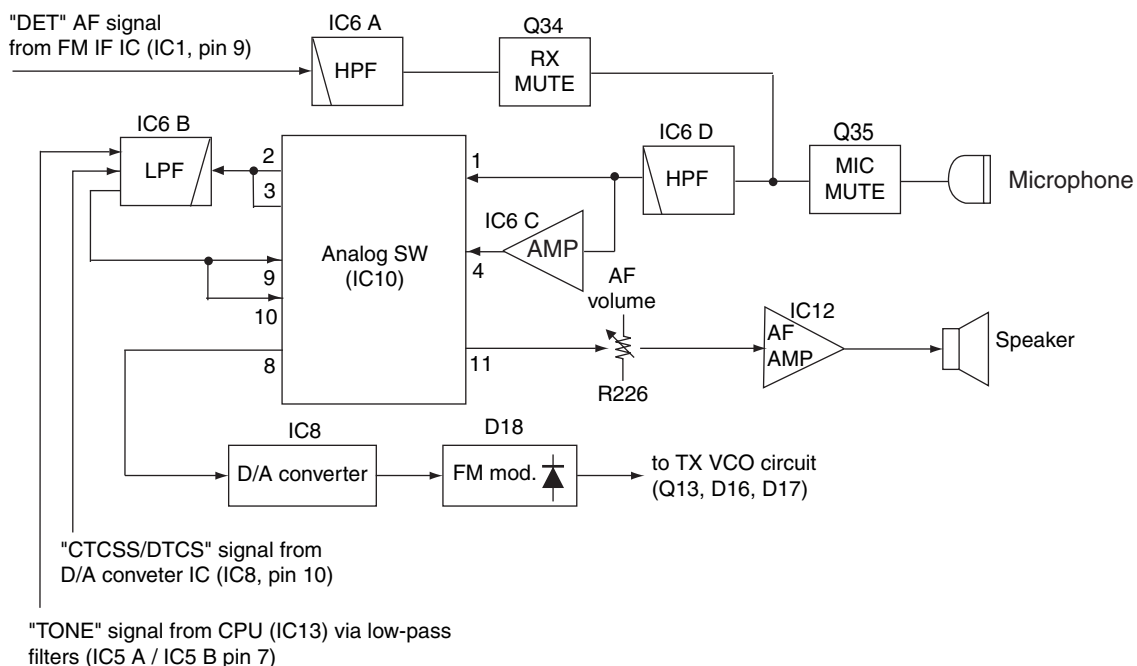 "DET" AF signal
from FM IF IC (IC1, pin 9)
IC6 A
HPF
Q34
RX
MUTE
IC6 B
LPF
2
3
9
10
8
Analog SW
(IC10)
1
4
11
IC6 D
HPF
Q35
MIC
MUTE
Microphone
IC6 C
AMP
AF
volume
R226
IC12
AF
AMP
Speaker
IC8
D/A converter
D18
FM mod.
to TX VCO circuit
(Q13, D16, D17)
"CTCSS/DTCS" signal from
D/A conveter IC (IC8, pin 10)
"TONE" signal from CPU (IC13) via low-pass
filters (IC5 A / IC5 B pin 7)